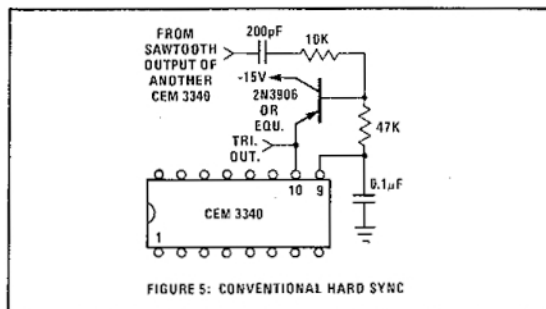 FROM
SAWTOOTH
OUTPUT OF
ANOTHER
CEM 3340
200pF
10K
-15V
2N3906
OR
EQU.
47K
TRI.
OUT.
10 9
0.1μF
CEM 3340
1
FIGURE 5: CONVENTIONAL HARD SYNC